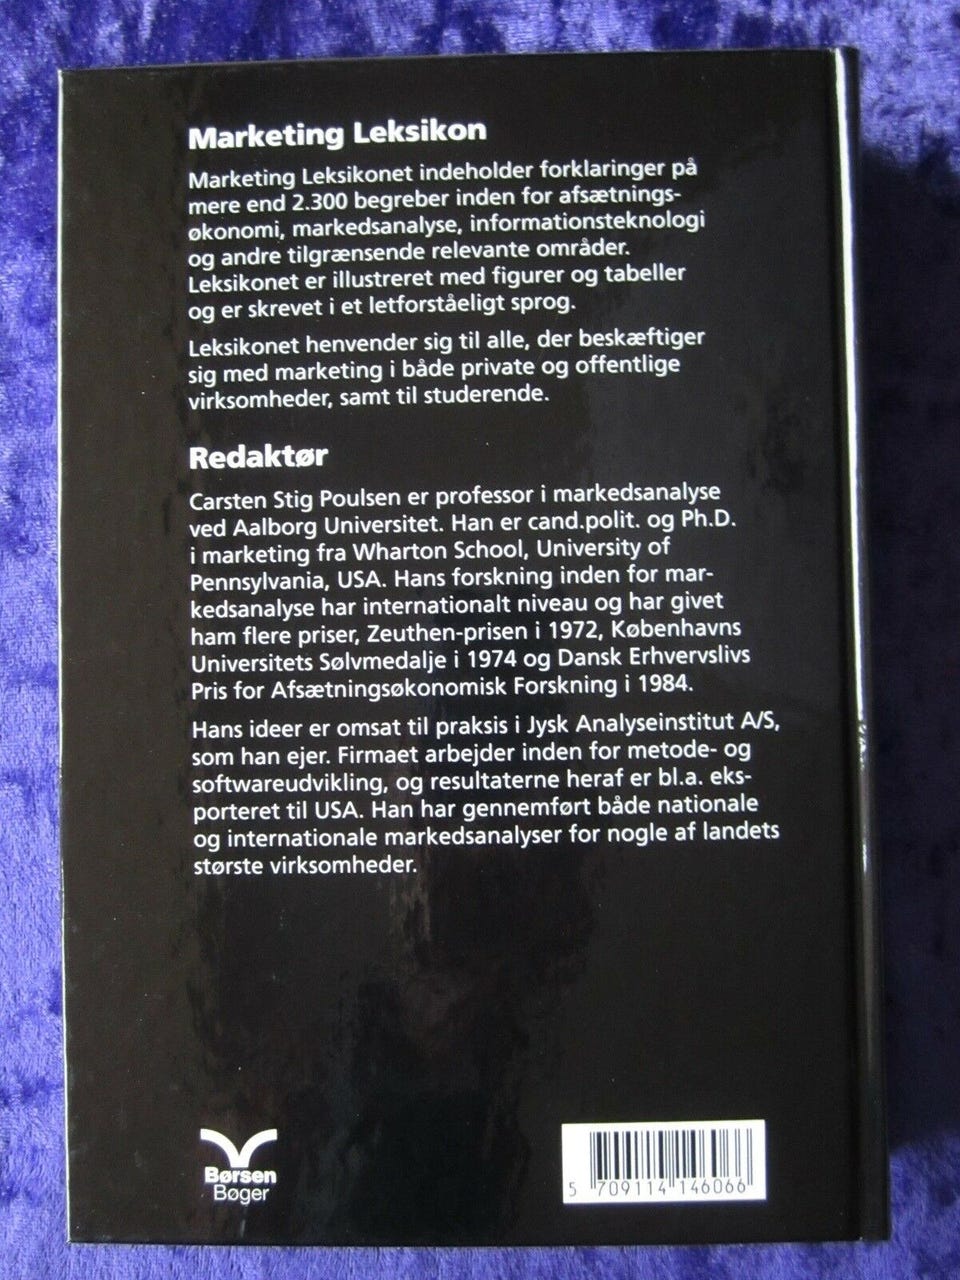 Marketing Leksikon
Marketing Leksikonet indeholder forklaringer på
mere end 2.300 begreber inden for afsætnings-
økonomi, markedsanalyse, informationsteknologi
og andre tilgrænsende relevante områder.
Leksikonet er illustreret med figurer og tabeller
og er skrevet i et letforståeligt sprog.
Leksikonet henvender sig til alle, der beskæftiger
sig med marketing i både private og offentlige
virksomheder, samt til studerende.
Redaktør
Carsten Stig Poulsen er professor i markedsanalyse
ved Aalborg Universitet. Han er cand.polit. og Ph.D.
i marketing fra Wharton School, University of
Pennsylvania, USA. Hans forskning inden for mar-
kedsanalyse har internationalt niveau og har givet
ham flere priser, Zeuthen-prisen i 1972, Københavns
Universitets Sølvmedalje i 1974 og Dansk Erhvervslivs
Pris for Afsætningsøkonomisk Forskning i 1984.
Hans ideer er omsat til praksis i Jysk Analyseinstitut A/S,
som han ejer. Firmaet arbejder inden for metode- og
softwareudvikling, og resultaterne heraf er bl.a. eks-
porteret til USA. Han har gennemført både nationale
og internationale markedsanalyser for nogle af landets
største virksomheder.
Børsen
Bøger
5 709114 146066